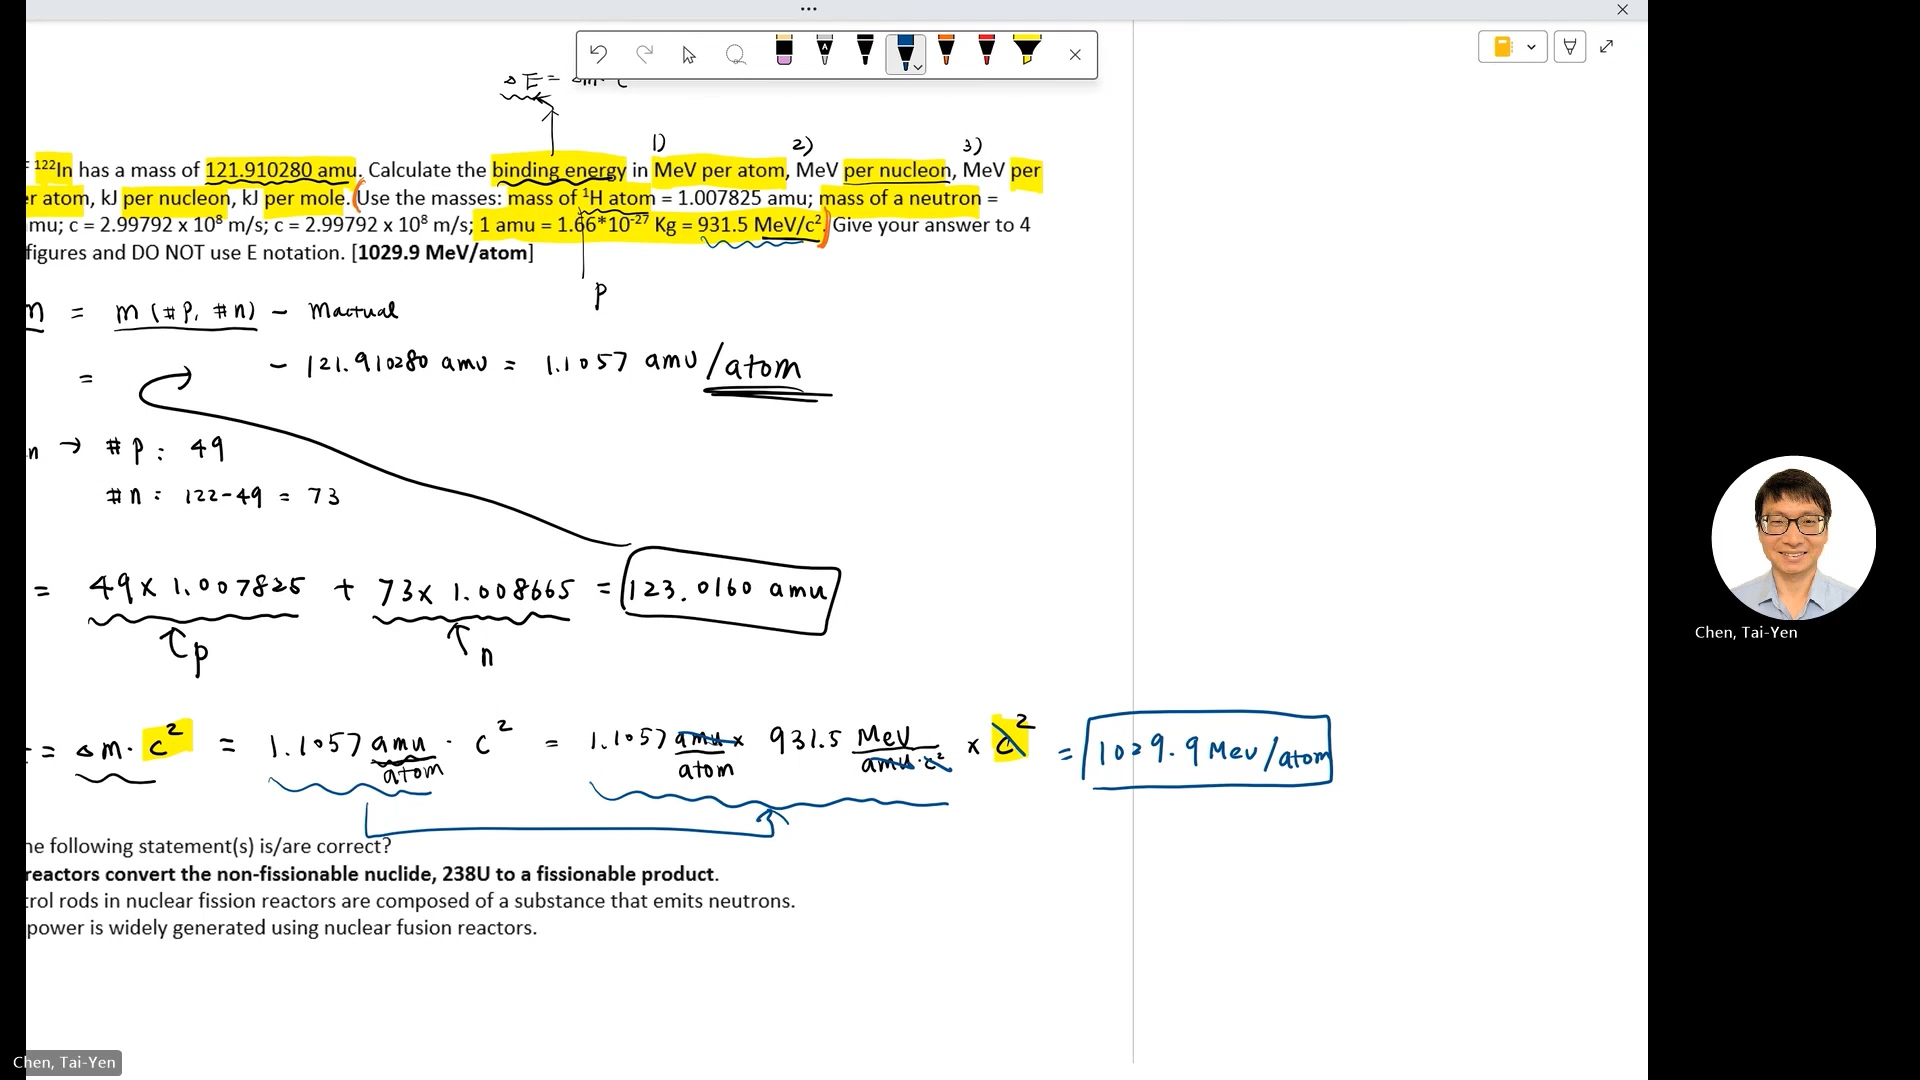 ΔE = Δm · c
1) 2) 3)
¹²²In has a mass of 121.910280 amu. Calculate the binding energy in MeV per atom, MeV per nucleon, MeV per
r atom, kJ per nucleon, kJ per mole. (Use the masses: mass of ¹H atom = 1.007825 amu; mass of a neutron =
mu; c = 2.99792 x 10⁸ m/s; c = 2.99792 x 10⁸ m/s; 1 amu = 1.66*10⁻²⁷ Kg = 931.5 MeV/c².) Give your answer to 4
figures and DO NOT use E notation. [1029.9 MeV/atom]
p
m = m (#p, #n) - mactual
= - 121.910280 amu = 1.1057 amu /atom
n → # p : 49
# n : 122-49 = 73
= 49 x 1.007825 + 73 x 1.008665 = 123.0160 amu
p n
= Δm · c² = 1.1057 amu/atom · c² = 1.1057 amu/atom x 931.5 MeV/amu·c² x c² = 1029.9 Mev/atom
he following statement(s) is/are correct?
reactors convert the non-fissionable nuclide, 238U to a fissionable product.
trol rods in nuclear fission reactors are composed of a substance that emits neutrons.
power is widely generated using nuclear fusion reactors.
Chen, Tai-Yen
Chen, Tai-Yen